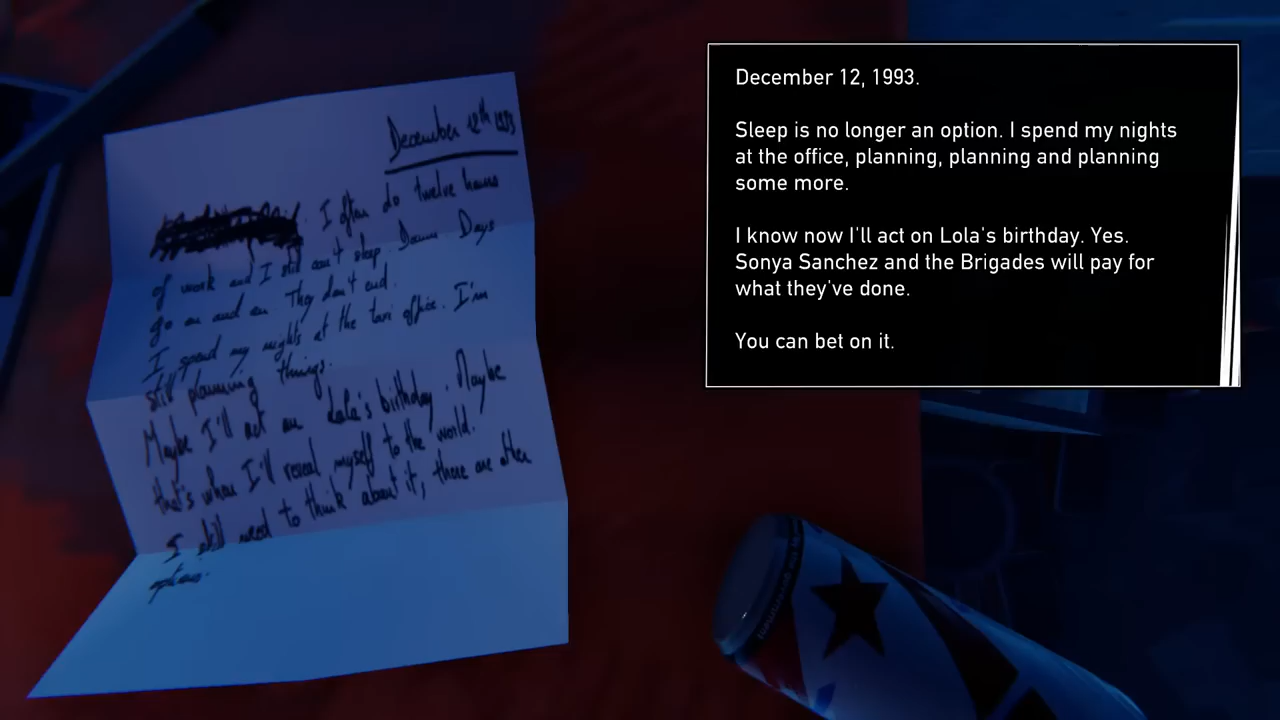 December 12th 1993
I often do twelve hours
of work and I still can't sleep. Damn Days
go on and on. They don't end.
I spend my nights at the taxi office. I'm
still planning things.
Maybe I'll act on Lola's birthday. Maybe
that's when I'll reveal myself to the world.
I still need to think about it, there are other
options.
December 12, 1993.
Sleep is no longer an option. I spend my nights
at the office, planning, planning and planning
some more.
I know now I'll act on Lola's birthday. Yes.
Sonya Sanchez and the Brigades will pay for
what they've done.
You can bet on it.